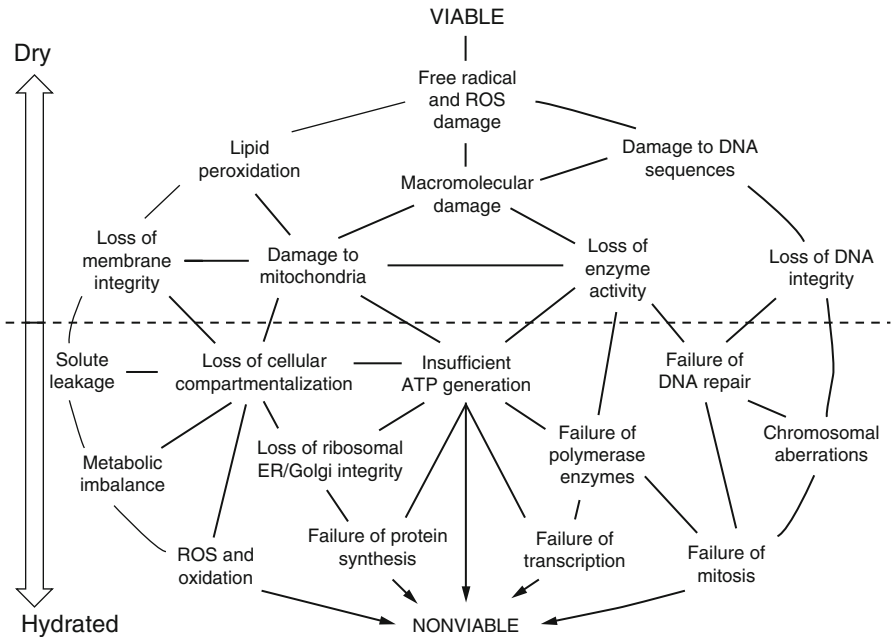 VIABLE
Dry
Free radical
and ROS
damage
Lipid
peroxidation
Damage to DNA
sequences
Macromolecular
damage
Loss of
membrane
integrity
Damage to
mitochondria
Loss of
enzyme
activity
Loss of DNA
integrity
Solute
leakage
Loss of cellular
compartmentalization
Insufficient
ATP generation
Failure of
DNA repair
Metabolic
imbalance
Loss of ribosomal
ER/Golgi integrity
Failure of
polymerase
enzymes
Chromosomal
aberrations
ROS and
oxidation
Failure of protein
synthesis
Failure of
transcription
Failure of
mitosis
Hydrated
NONVIABLE